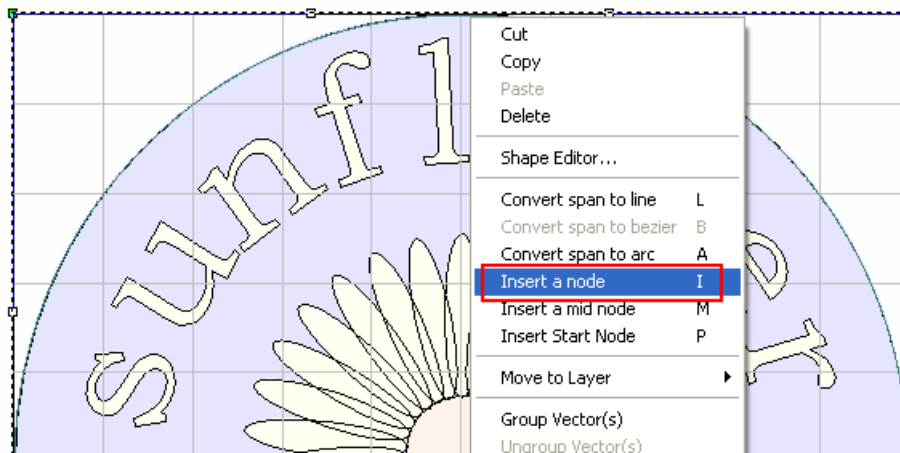 sunfl
er
Cut
Copy
Paste
Delete
Shape Editor...
Convert span to line L
Convert span to bezier B
Convert span to arc A
Insert a node I
Insert a mid node M
Insert Start Node P
Move to Layer
Group Vector(s)
Ungroup Vector(s)